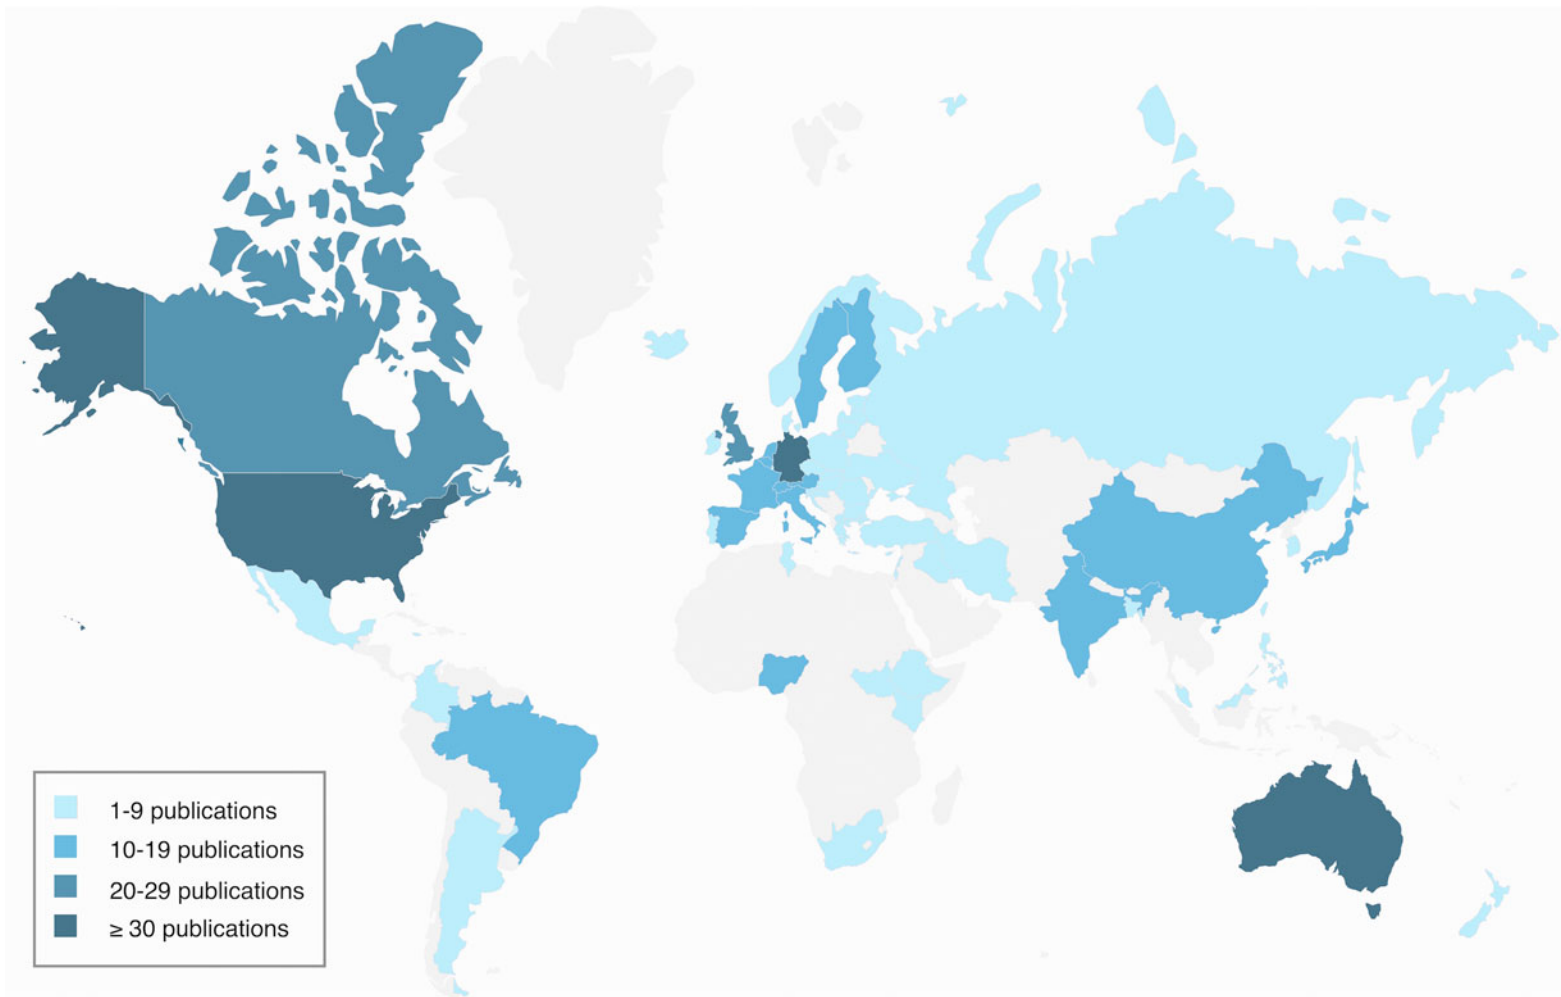 1-9 publications
10-19 publications
20-29 publications
≥ 30 publications